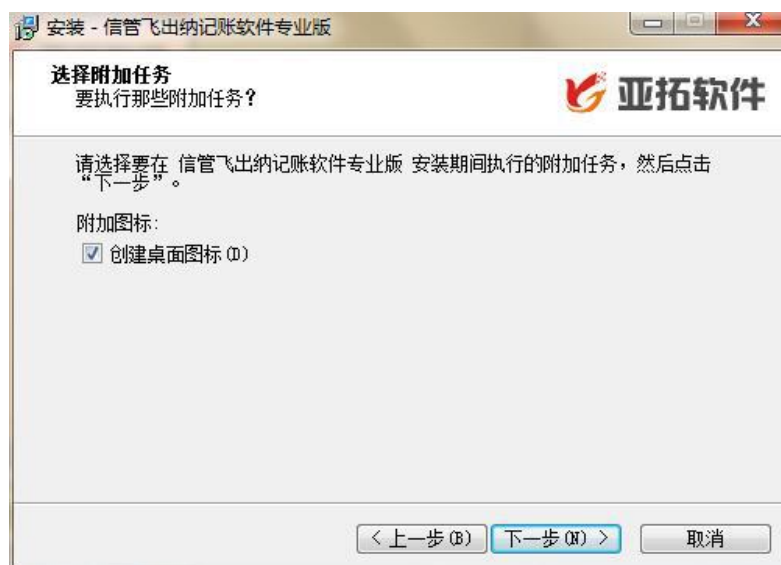 安装 - 信管飞出纳记账软件专业版
选择附加任务
要执行那些附加任务?
亚拓软件
请选择要在 信管飞出纳记账软件专业版 安装期间执行的附加任务，然后点击
“下一步”。
附加图标:
创建桌面图标(D)
< 上一步(B) 下一步(N) > 取消